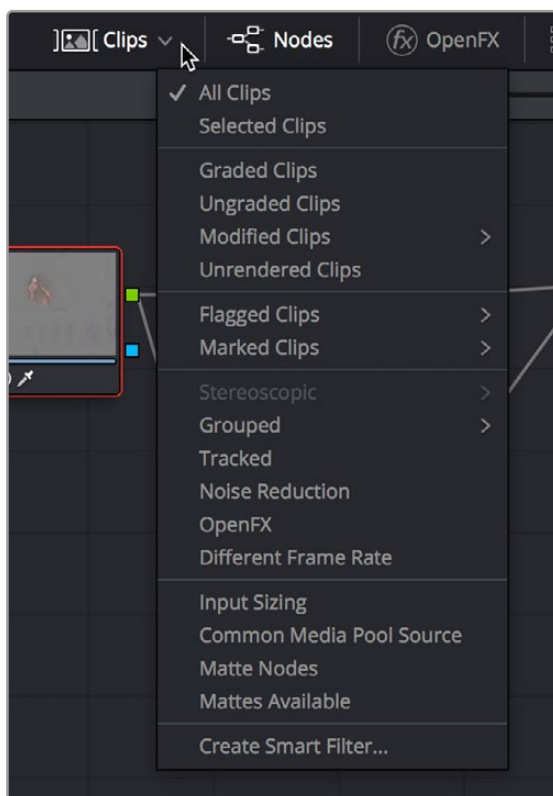 Clips Nodes fx OpenFX
All Clips
Selected Clips
Graded Clips
Ungraded Clips
Modified Clips
Unrendered Clips
Flagged Clips
Marked Clips
Stereoscopic
Grouped
Tracked
Noise Reduction
OpenFX
Different Frame Rate
Input Sizing
Common Media Pool Source
Matte Nodes
Mattes Available
Create Smart Filter...